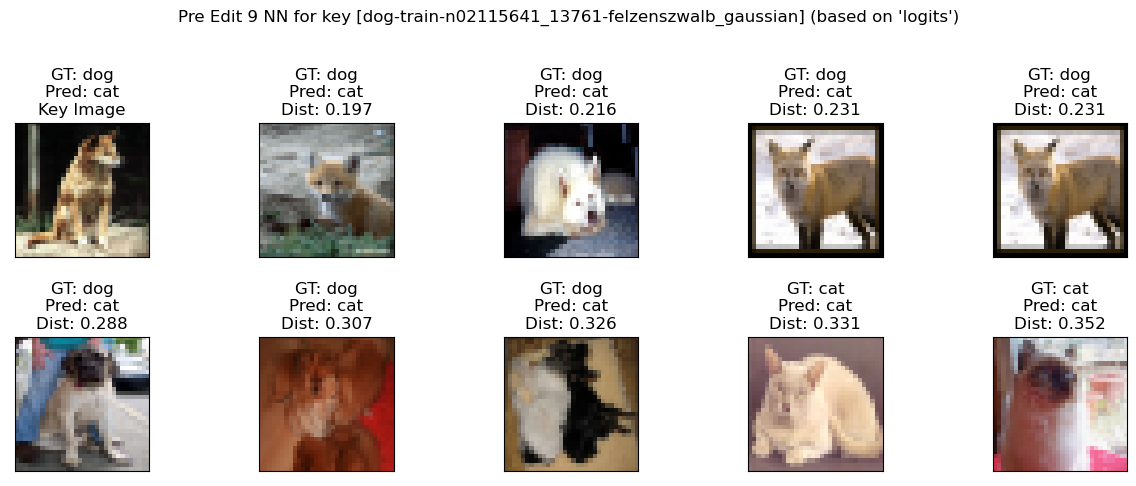 Pre Edit 9 NN for key [dog-train-n02115641_13761-felzenszwalb_gaussian] (based on 'logits')
GT: dog
Pred: cat
Key Image
GT: dog
Pred: cat
Dist: 0.197
GT: dog
Pred: cat
Dist: 0.216
GT: dog
Pred: cat
Dist: 0.231
GT: dog
Pred: cat
Dist: 0.231
GT: dog
Pred: cat
Dist: 0.288
GT: dog
Pred: cat
Dist: 0.307
GT: dog
Pred: cat
Dist: 0.326
GT: cat
Pred: cat
Dist: 0.331
GT: cat
Pred: cat
Dist: 0.352